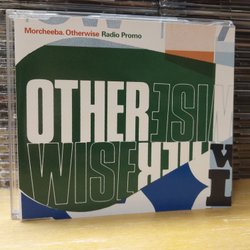 Morcheeba. Otherwise Radio Promo
OTHER
WISE